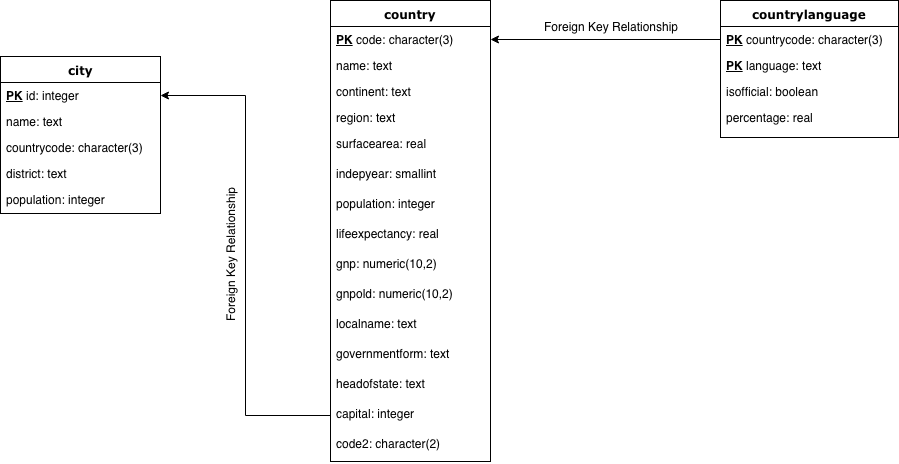 city
PK id: integer
name: text
countrycode: character(3)
district: text
population: integer
Foreign Key Relationship
country
PK code: character(3)
name: text
continent: text
region: text
surfacearea: real
indepyear: smallint
population: integer
lifeexpectancy: real
gnp: numeric(10,2)
gnpold: numeric(10,2)
localname: text
governmentform: text
headofstate: text
capital: integer
code2: character(2)
Foreign Key Relationship
countrylanguage
PK countrycode: character(3)
PK language: text
isofficial: boolean
percentage: real